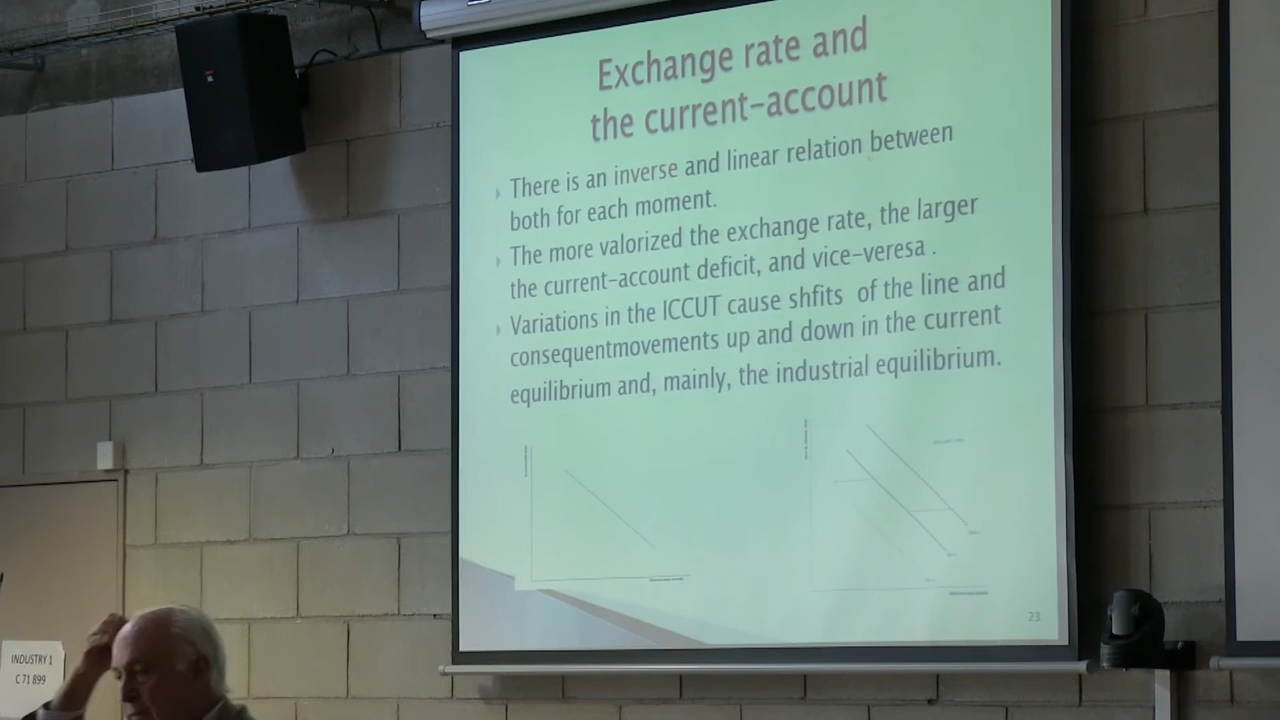 Exchange rate and
the current-account
There is an inverse and linear relation between
both for each moment.
The more valorized the exchange rate, the larger
the current-account deficit, and vice-veresa .
Variations in the ICCUT cause shfits of the line and
consequentmovements up and down in the current
equilibrium and, mainly, the industrial equilibrium.
23
INDUSTRY 1
C 71 899